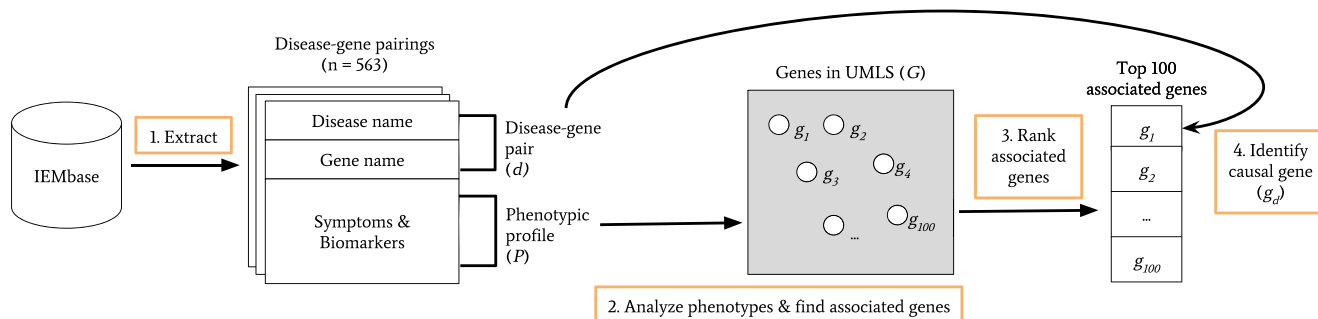 IEMbase
1. Extract
Disease-gene pairings
(n = 563)
Disease name
Gene name
Symptoms &
Biomarkers
Disease-gene
pair
(d)
Phenotypic
profile
(P)
2. Analyze phenotypes & find associated genes
Genes in UMLS (G)
g1
g2
g3
g4
...
g100
3. Rank
associated
genes
Top 100
associated genes
g1
g2
...
g100
4. Identify
causal gene
(gd)